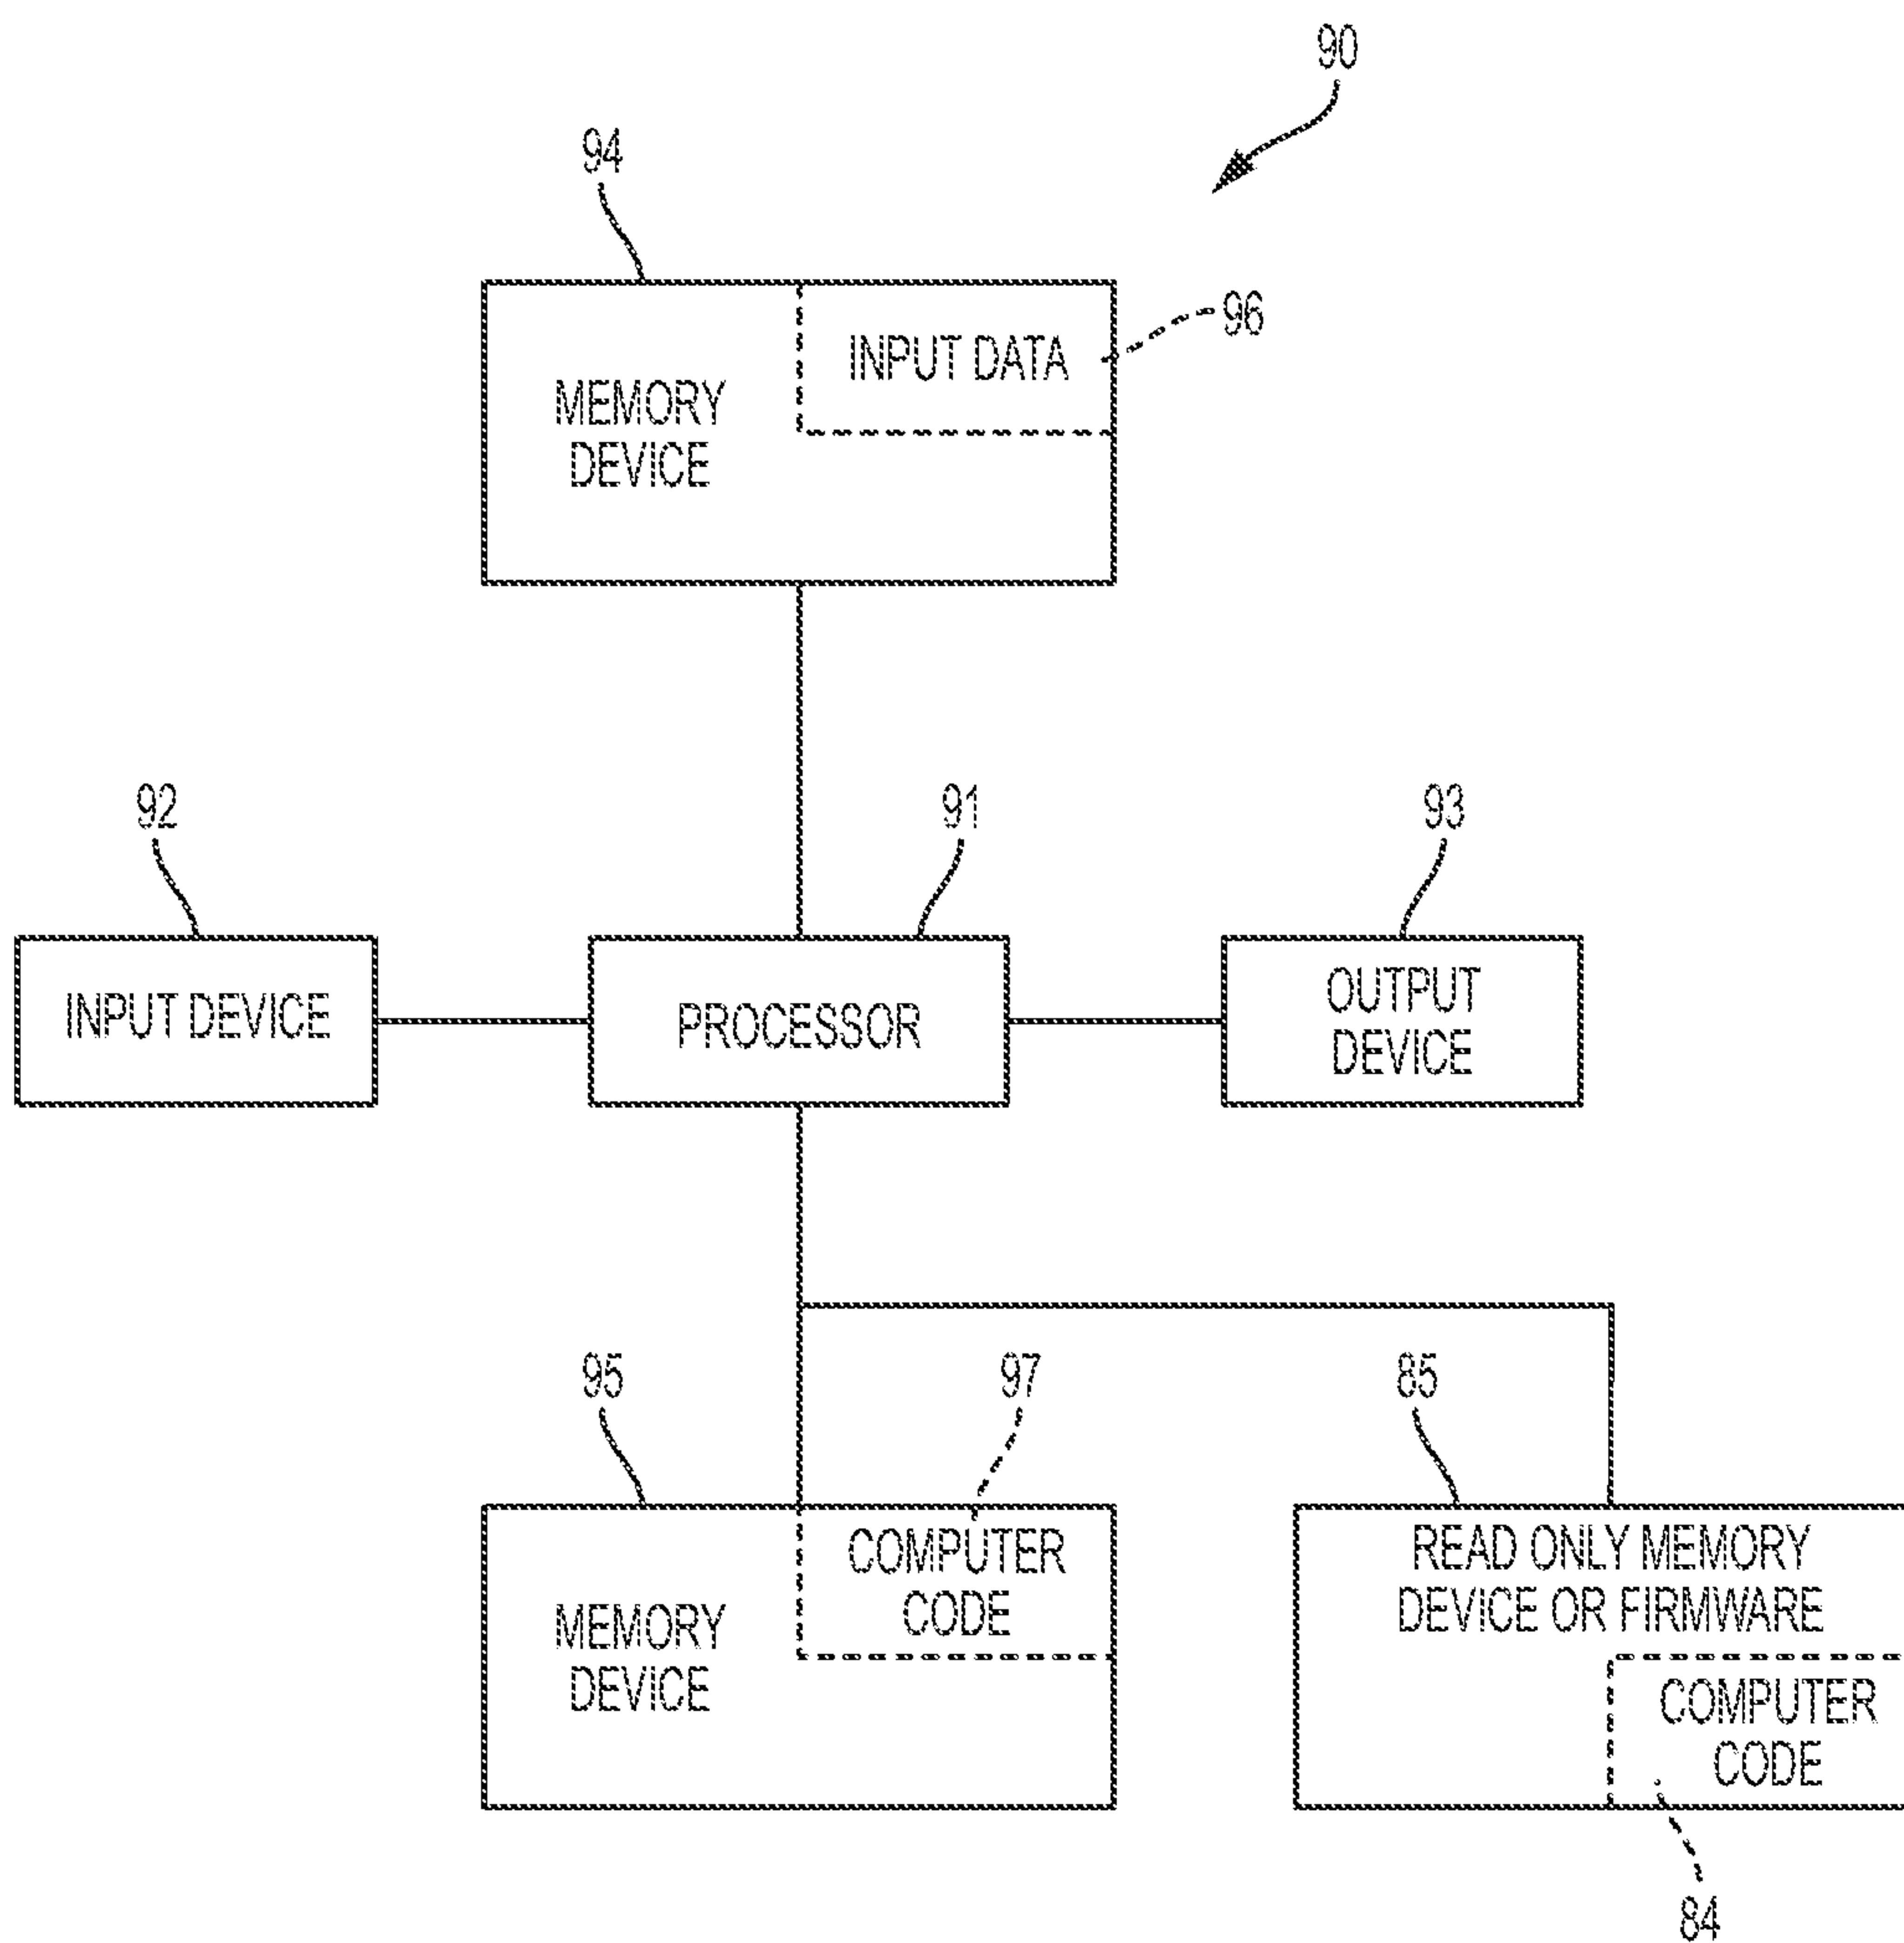 90
94
96
INPUT DATA
MEMORY
DEVICE
92
91
93
INPUT DEVICE
PROCESSOR
OUTPUT
DEVICE
95
97
85
COMPUTER
CODE
MEMORY
DEVICE
READ ONLY MEMORY
DEVICE OR FIRMWARE
COMPUTER
CODE
84